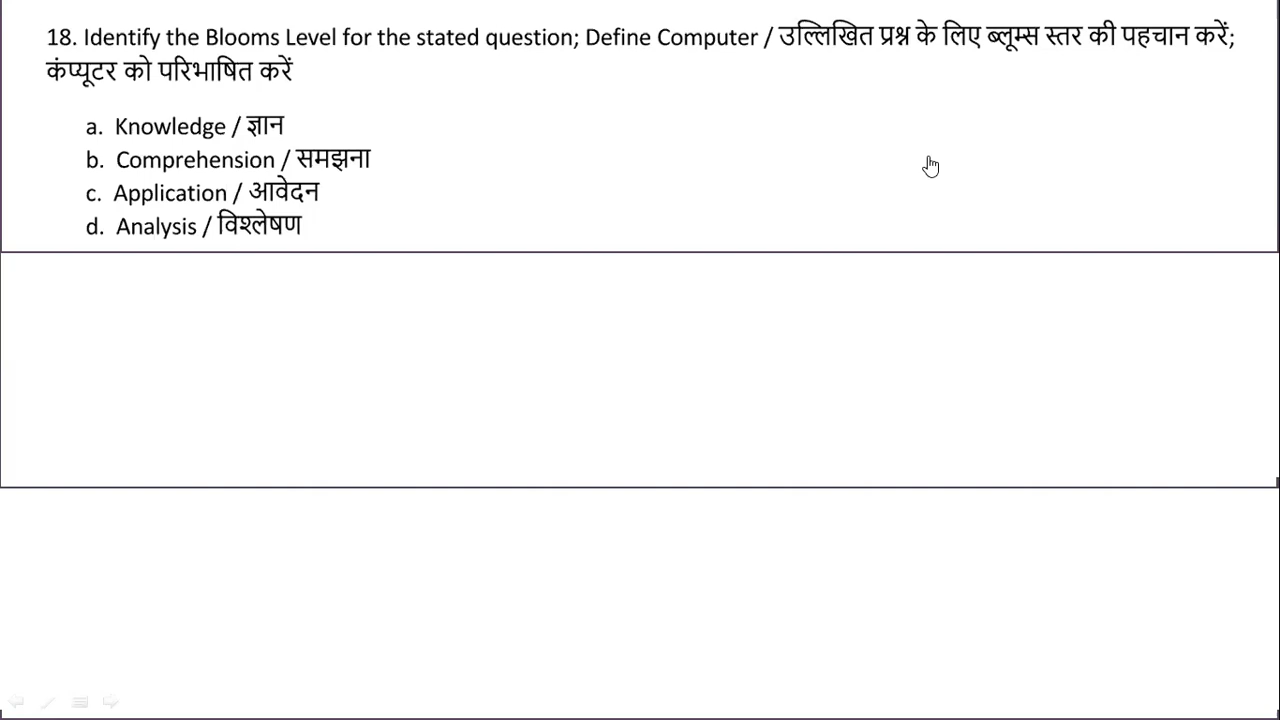 18. Identify the Blooms Level for the stated question; Define Computer / उल्लिखित प्रश्न के लिए ब्लूम्स स्तर की पहचान करें;
कंप्यूटर को परिभाषित करें
a. Knowledge / ज्ञान
b. Comprehension / समझना
c. Application / आवेदन
d. Analysis / विश्लेषण